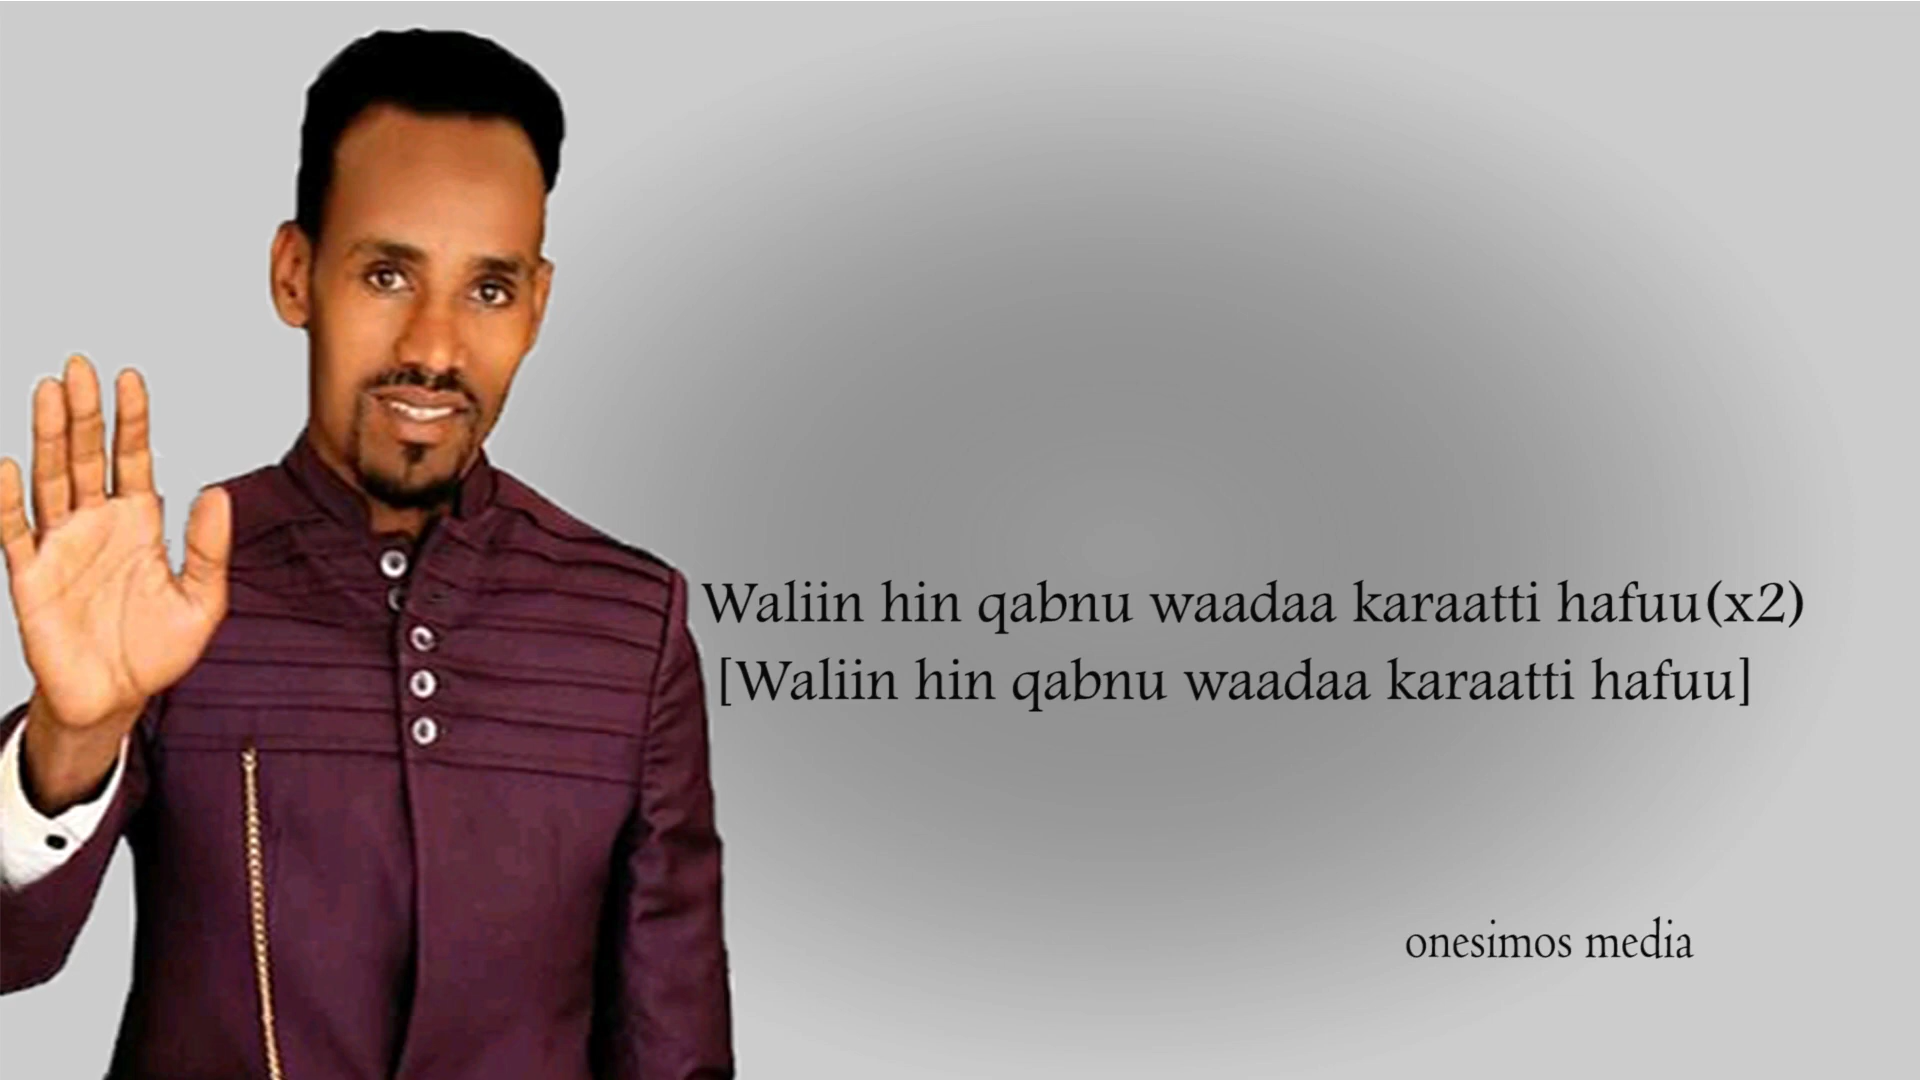 Waliin hin qabnu waadaa karaatti hafuu(x2)
[Waliin hin qabnu waadaa karaatti hafuu]
onesimos media